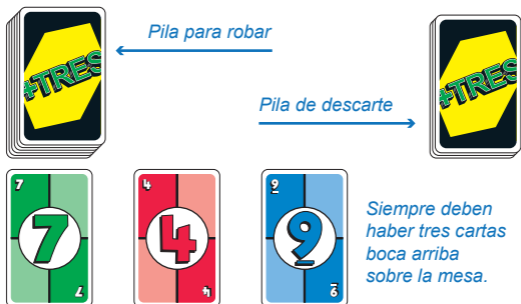 Pila para robar
+TRES
Pila de descarte
+TRES
7
7
7
4
4
4
9
9
9
Siempre deben
haber tres cartas
boca arriba
sobre la mesa.